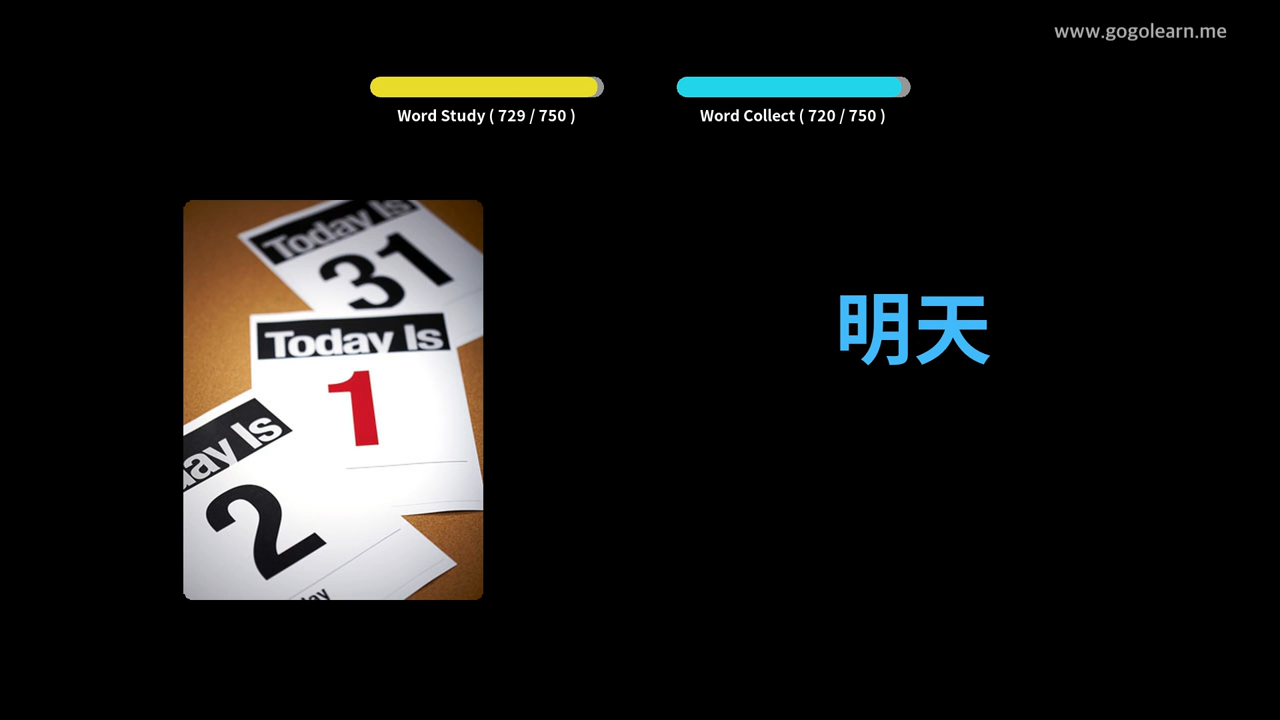 www.gogolearn.me
Word Study ( 729 / 750 )
Word Collect ( 720 / 750 )
Today Is
31
Today Is
1
ay Is
2
ay
明天